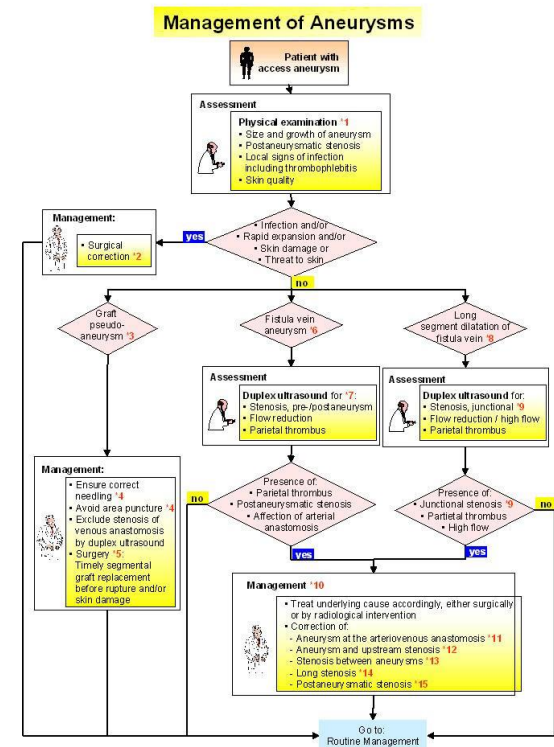 Management of Aneurysms
Patient with
access aneurysm
Assessment
Physical examination *1
• Size and growth of aneurysm
• Postaneurysmatic stenosis
• Local signs of infection
including thrombophlebitis
• Skin quality
Management:
• Surgical
correction *2
yes
• Infection and/or
• Rapid expansion and/or
• Skin damage or
• Threat to skin
no
Graft
pseudo-
aneurysm *3
Fistula vein
aneurysm *6
Long
segment dilatation of
fistula vein *8
Assessment
Duplex ultrasound for *7:
• Stenosis, pre-/postaneurysm
• Flow reduction
• Parietal thrombus
Assessment
Duplex ultrasound for:
• Stenosis, junctional *9
• Flow reduction / high flow
• Parietal thrombus
Management:
• Ensure correct
needling *4
• Avoid area puncture *4
• Exclude stenosis of
venous anastomosis
by duplex ultrasound
• Surgery *5:
Timely segmental
graft replacement
before rupture and/or
skin damage
no
Presence of:
• Parietal thrombus
• Postaneurysmatic stenosis
• Affection of arterial
anastomosis
yes
Presence of:
• Junctional stenosis *9
• Partietal thrombus
• High flow
no
yes
Management *10
• Treat underlying cause accordingly, either surgically
or by radiological intervention
• Correction of:
- Aneurysm at the arteriovenous anastomosis *11
- Aneurysm and upstream stenosis *12
- Stenosis between aneurysms *13
- Long stenosis *14
- Postaneurysmatic stenosis *15
Go to:
Routine Management